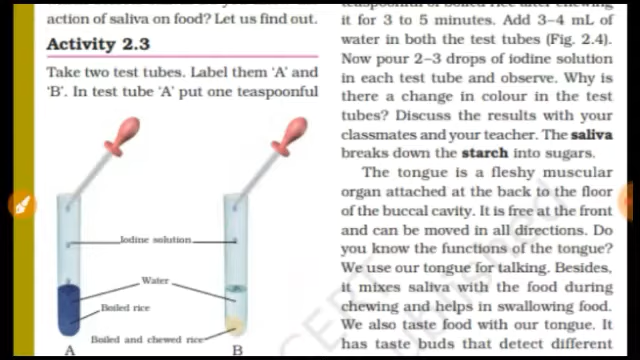 action of saliva on food? Let us find out.
Activity 2.3
Take two test tubes. Label them ‘A’ and
‘B’. In test tube ‘A’ put one teaspoonful
Iodine solution
Water
Boiled rice
Boiled and chewed rice
A
B
it for 3 to 5 minutes. Add 3–4 mL of
water in both the test tubes (Fig. 2.4).
Now pour 2–3 drops of iodine solution
in each test tube and observe. Why is
there a change in colour in the test
tubes? Discuss the results with your
classmates and your teacher. The saliva
breaks down the starch into sugars.
The tongue is a fleshy muscular
organ attached at the back to the floor
of the buccal cavity. It is free at the front
and can be moved in all directions. Do
you know the functions of the tongue?
We use our tongue for talking. Besides,
it mixes saliva with the food during
chewing and helps in swallowing food.
We also taste food with our tongue. It
has taste buds that detect different